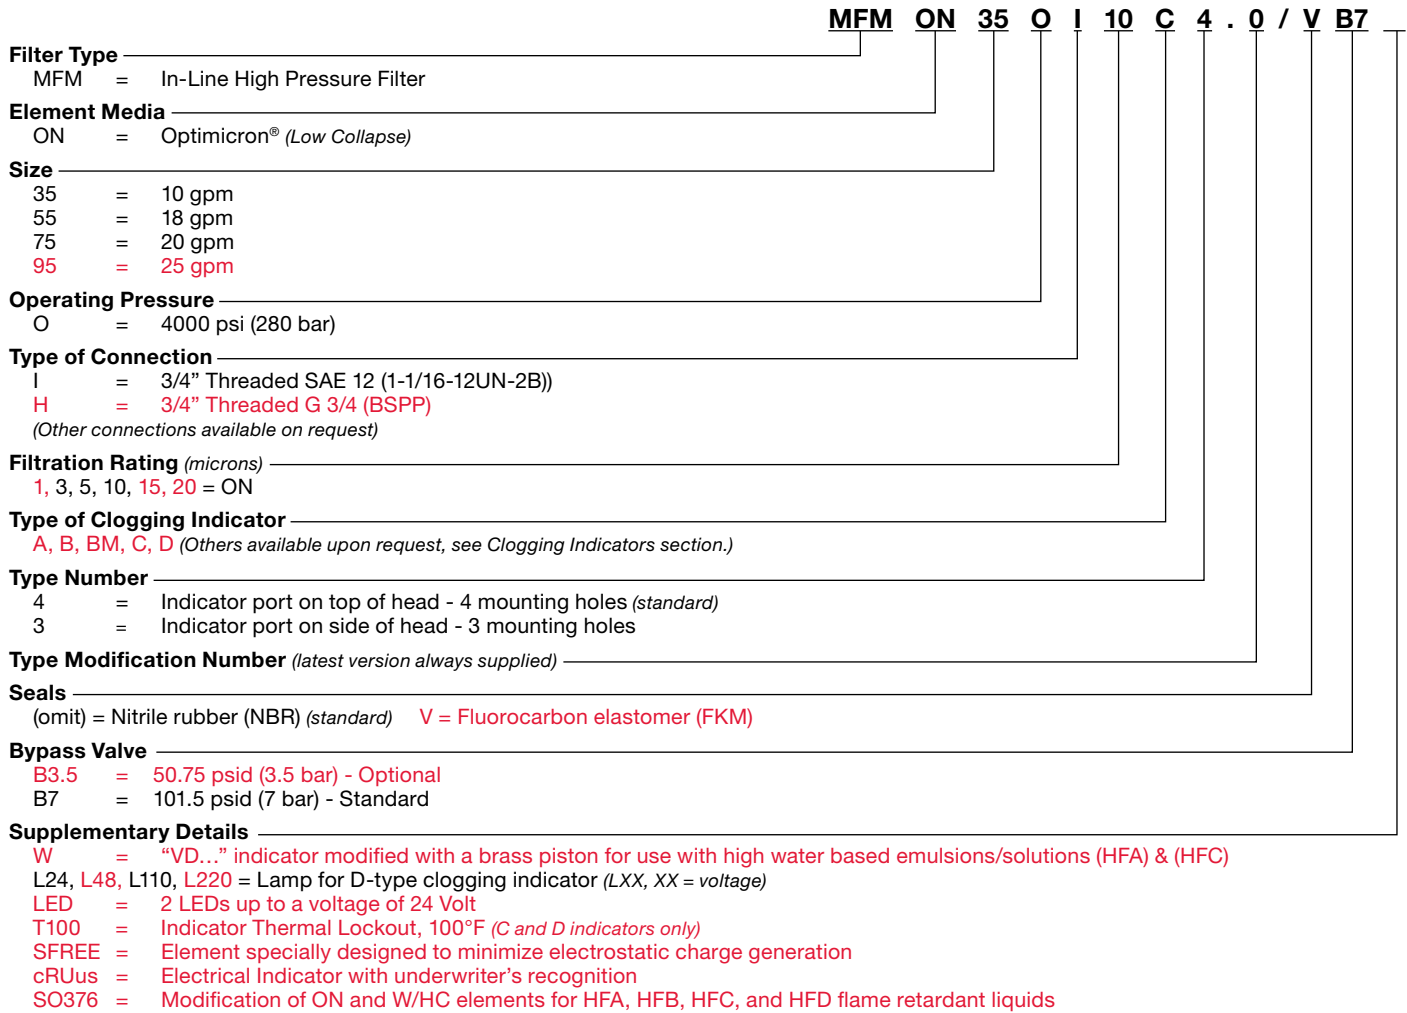 MFM ON 35 O I 10 C 4 . 0 / V B7
Filter Type
MFM = In-Line High Pressure Filter
Element Media
ON = Optimicron® (Low Collapse)
Size
35 = 10 gpm
55 = 18 gpm
75 = 20 gpm
95 = 25 gpm
Operating Pressure
O = 4000 psi (280 bar)
Type of Connection
I = 3/4” Threaded SAE 12 (1-1/16-12UN-2B))
H = 3/4” Threaded G 3/4 (BSPP)
(Other connections available on request)
Filtration Rating (microns)
1, 3, 5, 10, 15, 20 = ON
Type of Clogging Indicator
A, B, BM, C, D (Others available upon request, see Clogging Indicators section.)
Type Number
4 = Indicator port on top of head - 4 mounting holes (standard)
3 = Indicator port on side of head - 3 mounting holes
Type Modification Number (latest version always supplied)
Seals
(omit) = Nitrile rubber (NBR) (standard) V = Fluorocarbon elastomer (FKM)
Bypass Valve
B3.5 = 50.75 psid (3.5 bar) - Optional
B7 = 101.5 psid (7 bar) - Standard
Supplementary Details
W = “VD…” indicator modified with a brass piston for use with high water based emulsions/solutions (HFA) & (HFC)
L24, L48, L110, L220 = Lamp for D-type clogging indicator (LXX, XX = voltage)
LED = 2 LEDs up to a voltage of 24 Volt
T100 = Indicator Thermal Lockout, 100°F (C and D indicators only)
SFREE = Element specially designed to minimize electrostatic charge generation
cRUus = Electrical Indicator with underwriter’s recognition
SO376 = Modification of ON and W/HC elements for HFA, HFB, HFC, and HFD flame retardant liquids